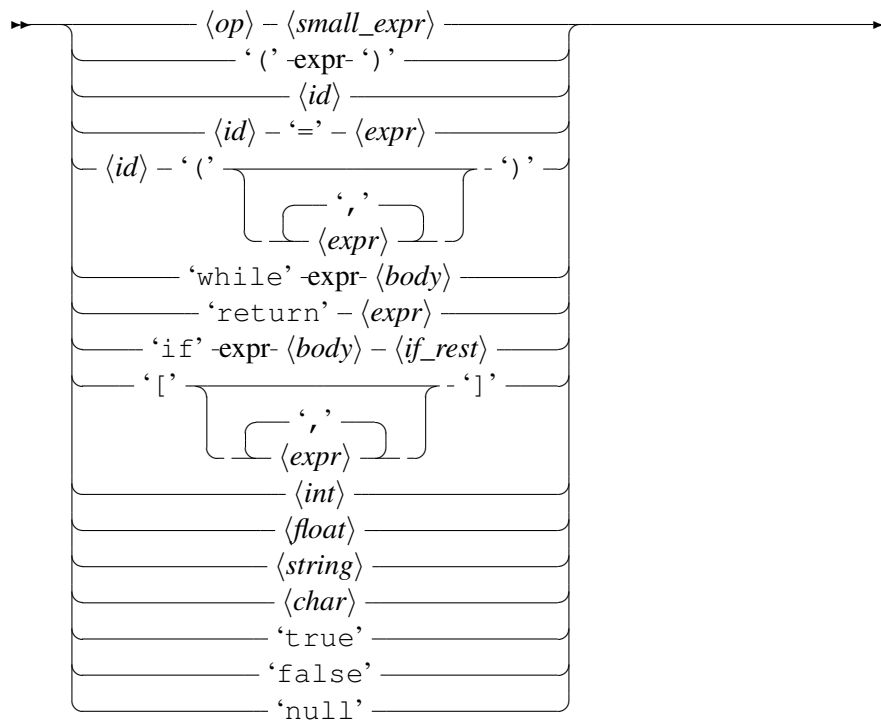 ⟨op⟩ ⟨small_expr⟩
‘(’ expr ‘)’
⟨id⟩
⟨id⟩ ‘=’ ⟨expr⟩
⟨id⟩ ‘(’ ‘)’
‘,’
⟨expr⟩
‘while’ expr ⟨body⟩
‘return’ ⟨expr⟩
‘if’ expr ⟨body⟩ ⟨if_rest⟩
‘[’ ‘]’
‘,’
⟨expr⟩
⟨int⟩
⟨float⟩
⟨string⟩
⟨char⟩
‘true’
‘false’
‘null’